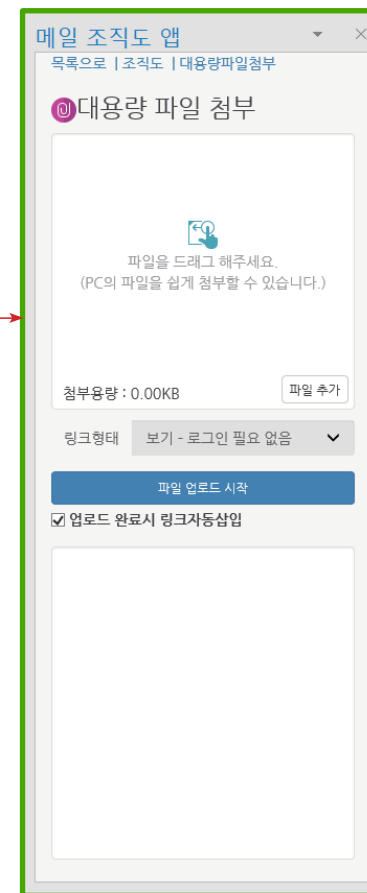 메일 조직도 앱
목록으로 | 조직도 | 대용량파일첨부
대용량 파일 첨부
파일을 드래그 해주세요.
(PC의 파일을 쉽게 첨부할 수 있습니다.)
첨부용량 : 0.00KB
파일 추가
링크형태 보기 - 로그인 필요 없음
파일 업로드 시작
업로드 완료시 링크자동삽입